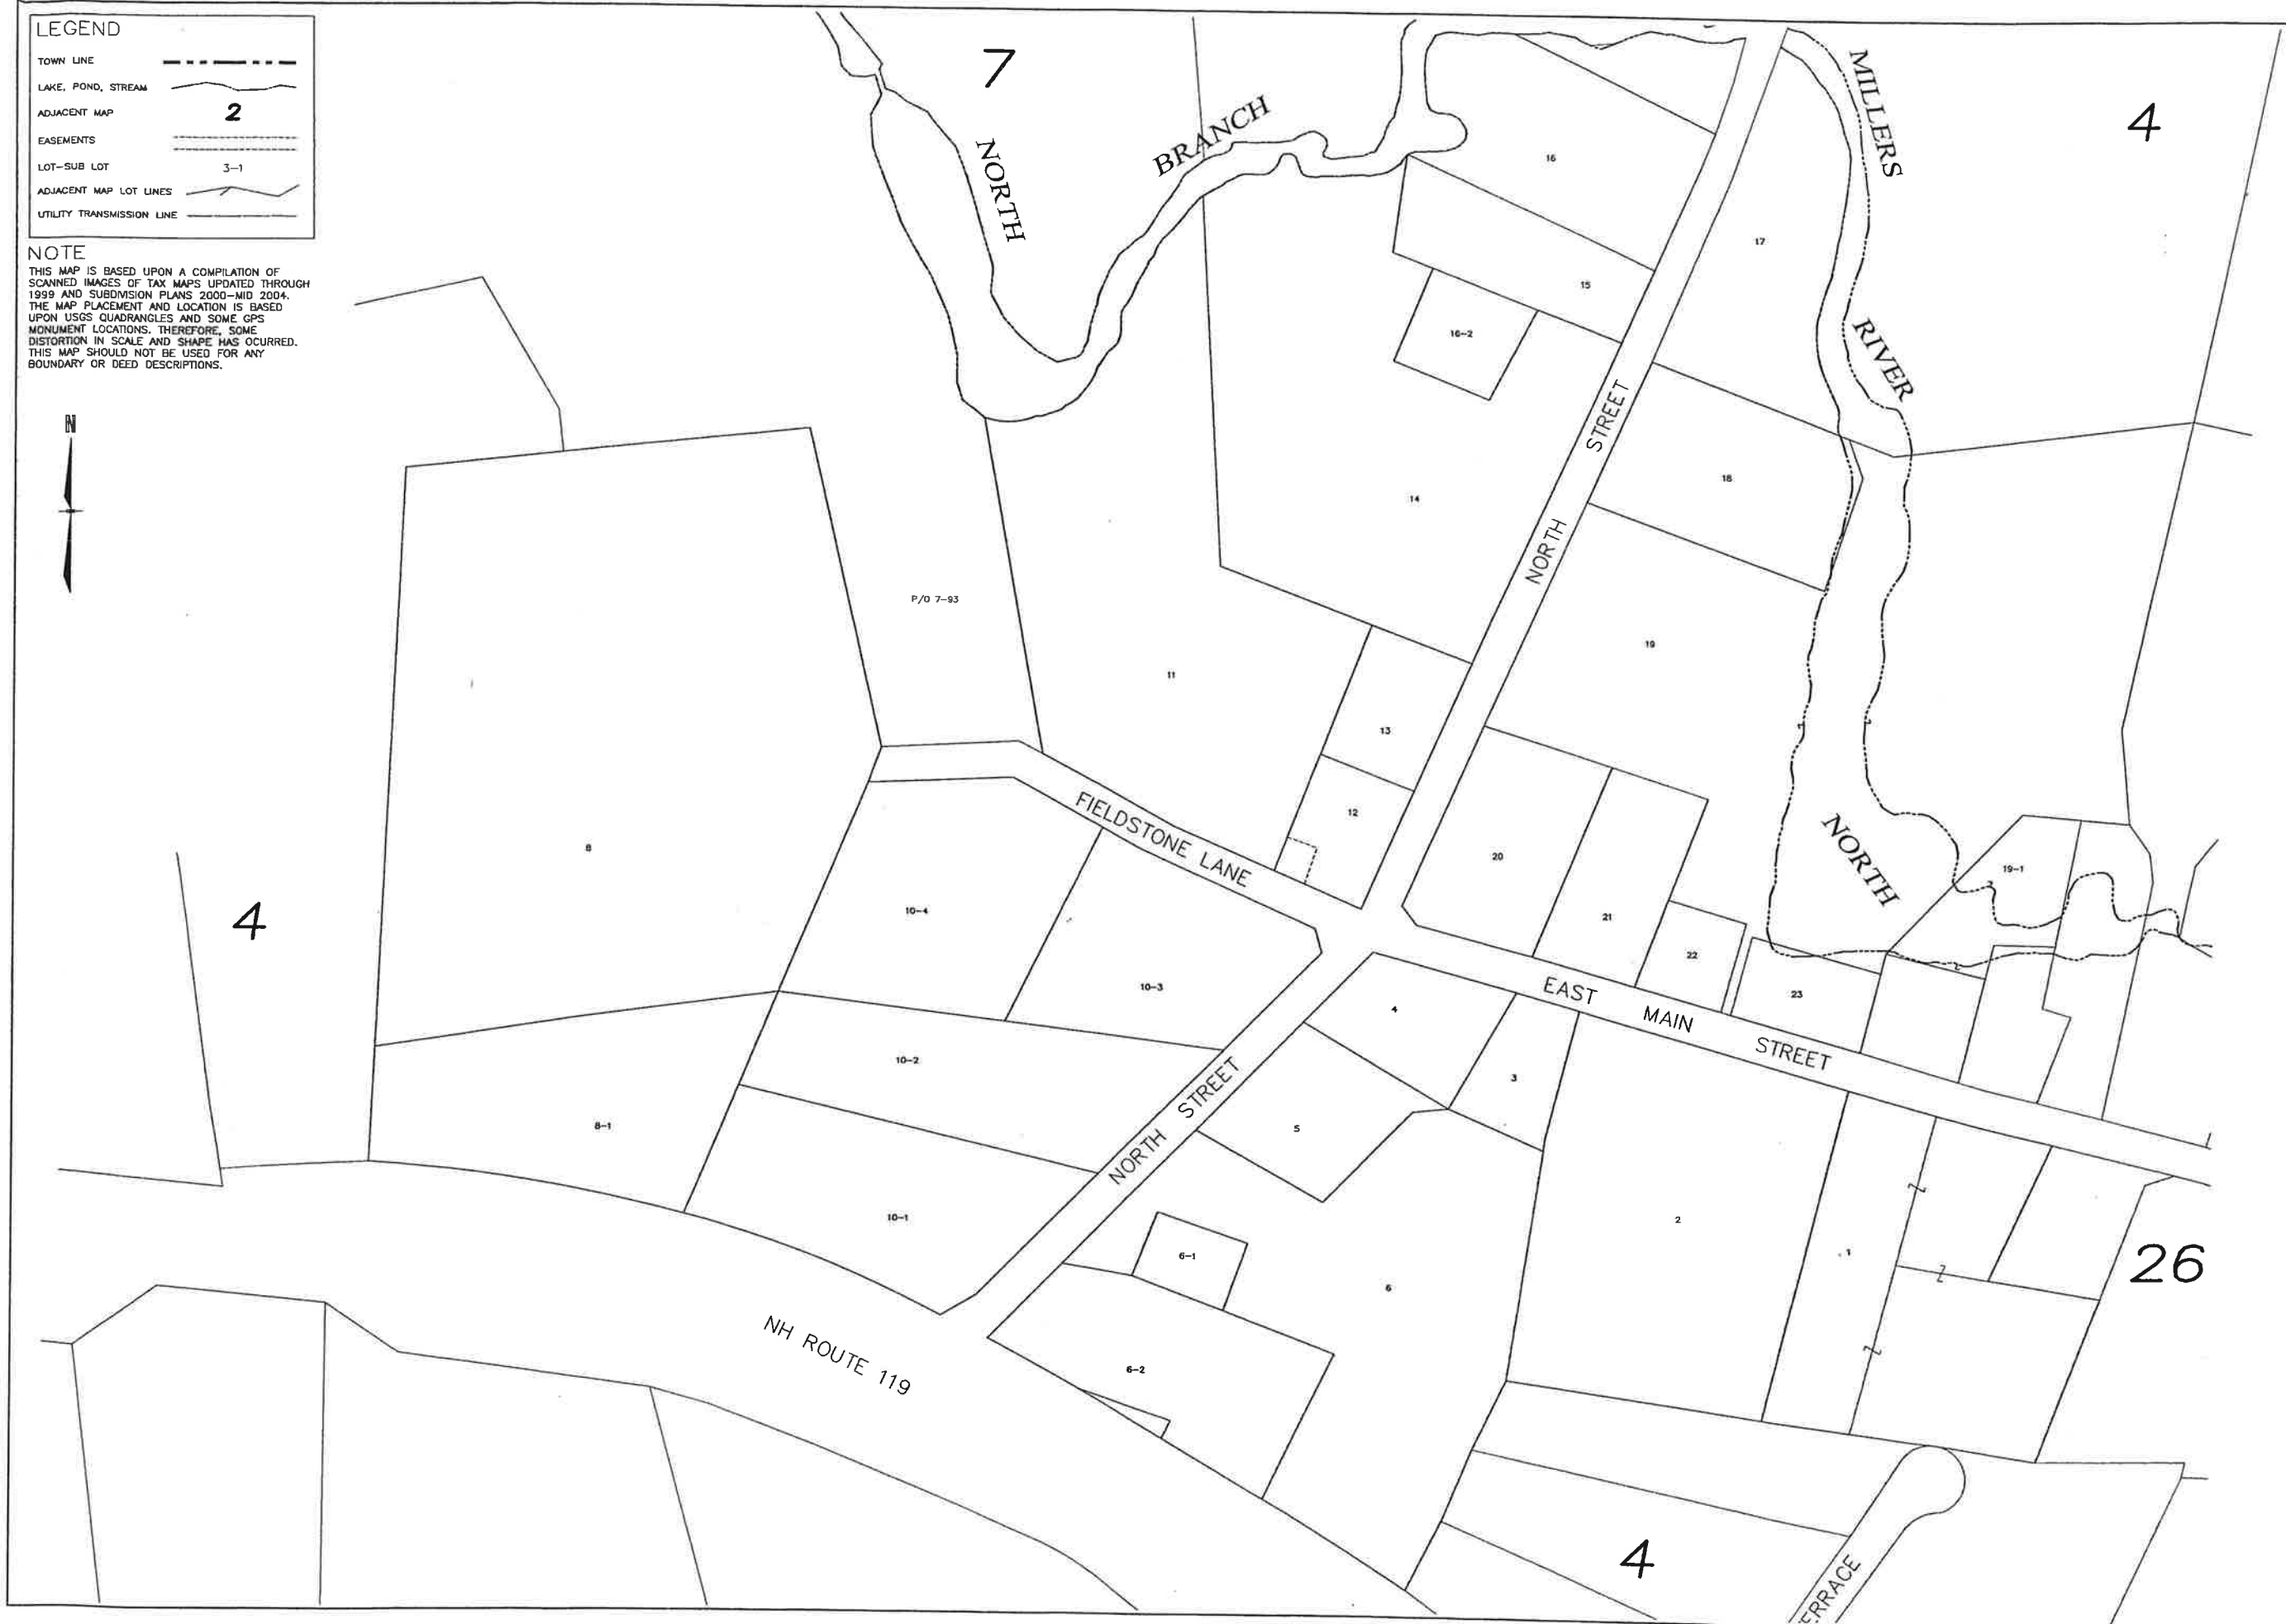 LEGEND
TOWN LINE
LAKE, POND, STREAM
ADJACENT MAP 2
EASEMENTS
LOT-SUB LOT 3-1
ADJACENT MAP LOT LINES
UTILITY TRANSMISSION LINE
NOTE
THIS MAP IS BASED UPON A COMPILATION OF
SCANNED IMAGES OF TAX MAPS UPDATED THROUGH
1999 AND SUBDIVISION PLANS 2000-MID 2004.
THE MAP PLACEMENT AND LOCATION IS BASED
UPON USGS QUADRANGLES AND SOME GPS
MONUMENT LOCATIONS. THEREFORE, SOME
DISTORTION IN SCALE AND SHAPE HAS OCURRED.
THIS MAP SHOULD NOT BE USED FOR ANY
BOUNDARY OR DEED DESCRIPTIONS.
N
7
NORTH
BRANCH
MILLERS
RIVER
4
16
17
15
16-2
NORTH STREET
18
14
P/O 7-93
11
19
13
12
FIELDSTONE LANE
20
21
22
23
NORTH
19-1
8
4
10-4
10-3
10-2
10-1
8-1
NORTH STREET
EAST MAIN STREET
4
3
5
2
1
6-1
6
6-2
26
NH ROUTE 119
4
ERRACE